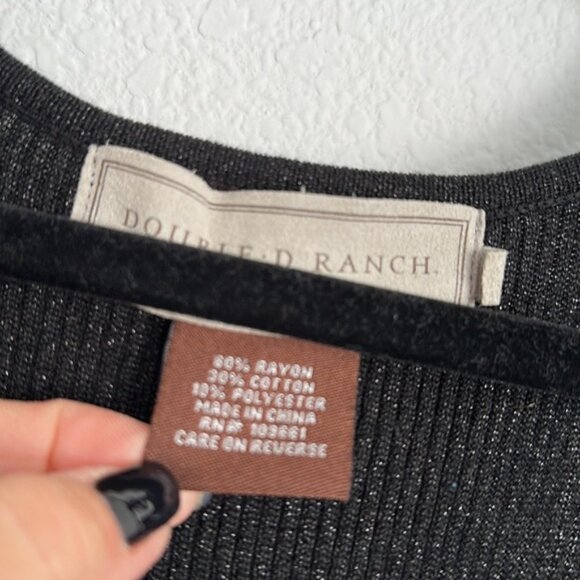 DOUBLE D RANCH.
60% RAYON
30% COTTON
10% POLYESTER
MADE IN CHINA
RN# 103661
CARE ON REVERSE